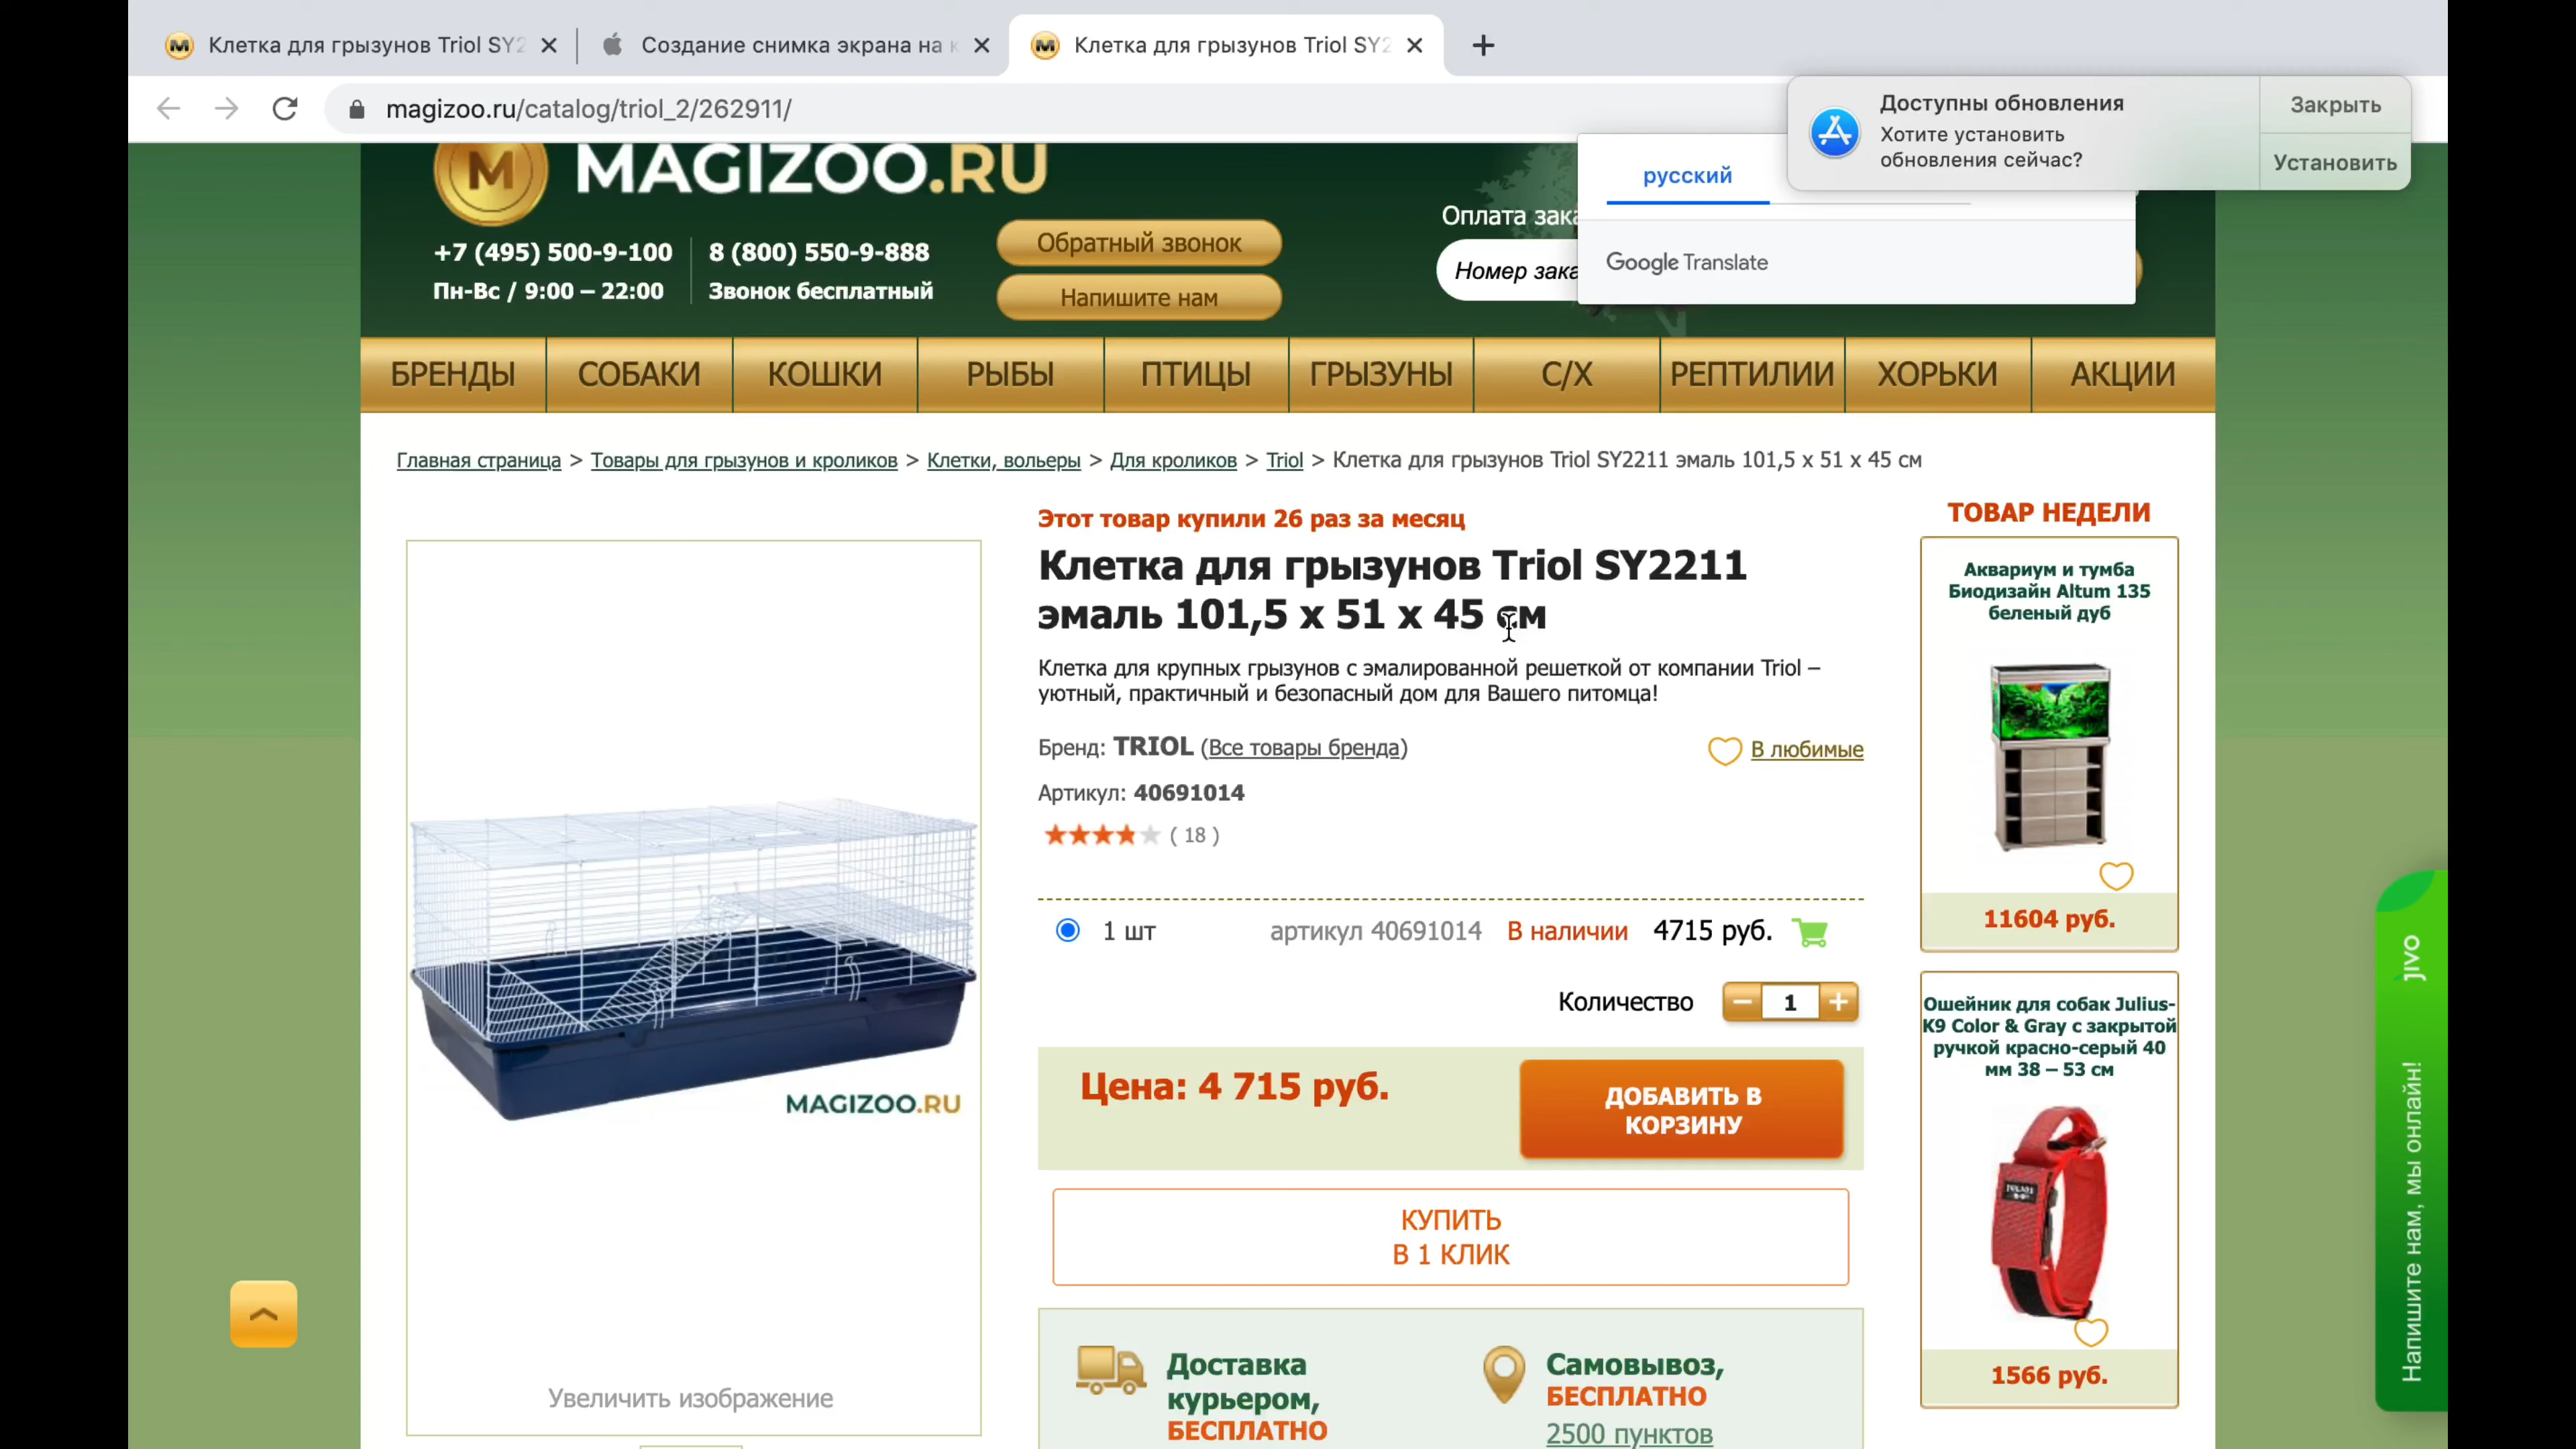 Клетка для грызунов Triol SY2
Создание снимка экрана на к
Клетка для грызунов Triol SY2
magizoo.ru/catalog/triol_2/262911/
Доступны обновления
Хотите установить
обновления сейчас?
Закрыть
Установить
русский
Google Translate
M
MAGIZOO.RU
+7 (495) 500-9-100
Пн-Вс / 9:00 – 22:00
8 (800) 550-9-888
Звонок бесплатный
Обратный звонок
Напишите нам
Оплата зака
Номер зака
БРЕНДЫ
СОБАКИ
КОШКИ
РЫБЫ
ПТИЦЫ
ГРЫЗУНЫ
С/Х
РЕПТИЛИИ
ХОРЬКИ
АКЦИИ
Главная страница > Товары для грызунов и кроликов > Клетки, вольеры > Для кроликов > Triol > Клетка для грызунов Triol SY2211 эмаль 101,5 х 51 х 45 см
Этот товар купили 26 раз за месяц
Клетка для грызунов Triol SY2211
эмаль 101,5 х 51 х 45 см
Клетка для крупных грызунов с эмалированной решеткой от компании Triol –
уютный, практичный и безопасный дом для Вашего питомца!
Бренд: TRIOL (Все товары бренда)
В любимые
Артикул: 40691014
( 18 )
1 шт
артикул 40691014
В наличии
4715 руб.
Количество
1
Цена: 4 715 руб.
ДОБАВИТЬ В
КОРЗИНУ
КУПИТЬ
В 1 КЛИК
Доставка
курьером,
БЕСПЛАТНО
Самовывоз,
БЕСПЛАТНО
2500 пунктов
MAGIZOO.RU
Увеличить изображение
ТОВАР НЕДЕЛИ
Аквариум и тумба
Биодизайн Altum 135
беленый дуб
11604 руб.
Ошейник для собак Julius-
K9 Color & Gray с закрытой
ручкой красно-серый 40
мм 38 – 53 см
1566 руб.
Напишите нам, мы онлайн!
jivo